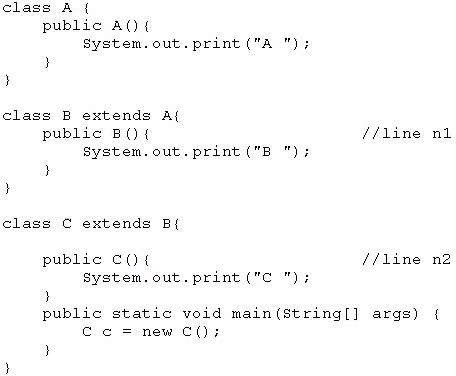 class A {
public A(){
System.out.print("A ");
}
}
class B extends A{
public B(){ //line n1
System.out.print("B ");
}
}
class C extends B{
public C(){ //line n2
System.out.print("C ");
}
public static void main(String[] args) {
C c = new C();
}
}